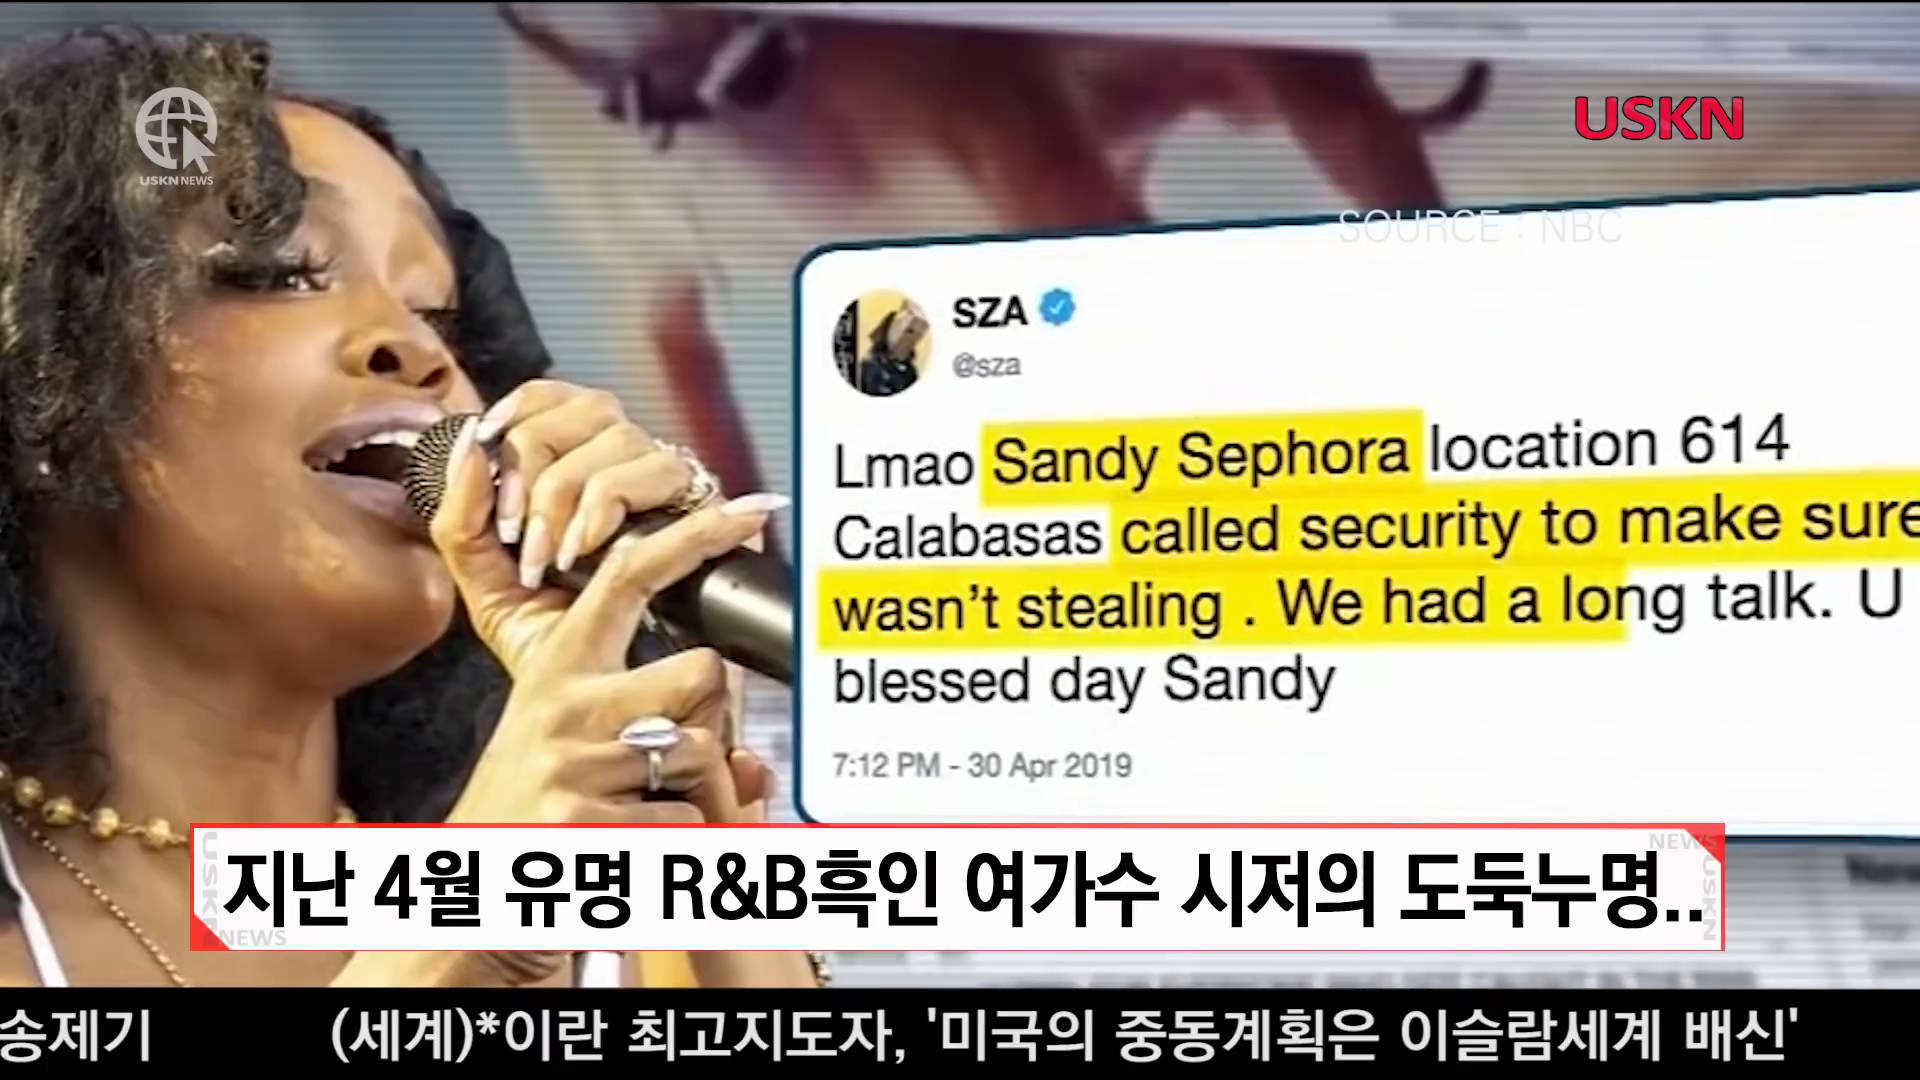 USKN NEWS
USKN
SOURCE : NBC
SZA
@sza
Lmao Sandy Sephora location 614
Calabasas called security to make sure
wasn't stealing . We had a long talk. U
blessed day Sandy
7:12 PM - 30 Apr 2019
NEWS
USKN
지난 4월 유명 R&B흑인 여가수 시저의 도둑누명..
USKN
NEWS
송제기 (세계)*이란 최고지도자, '미국의 중동계획은 이슬람세계 배신'